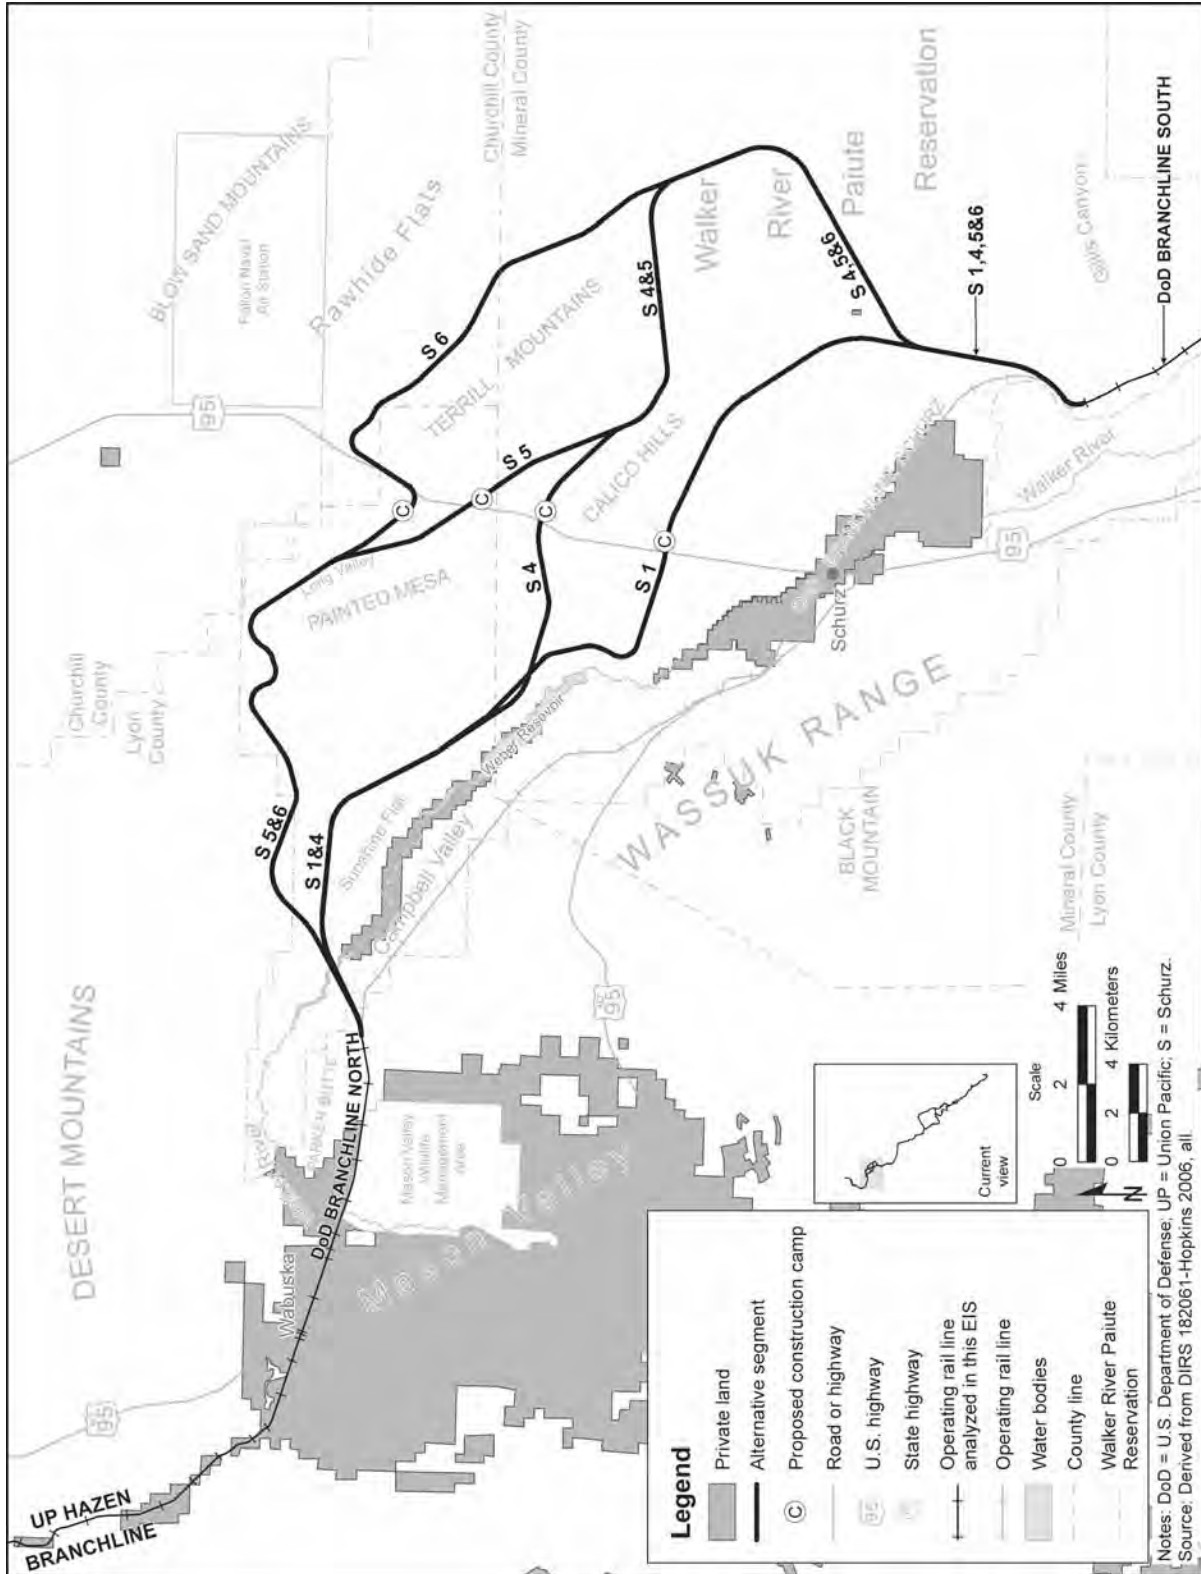 UP HAZEN
BRANCHLINE
95
DESERT MOUNTAINS
Wabuska
DoD BRANCHLINE NORTH
Mason Valley
Wildlife
Management
Area
Mason Valley
S 5&6
S 1&4
Sunshine Flat
Campbell Valley
Weber Resevoir
Churchill
County
Lyon
County
PAINTED MESA
Long Valley
95
BLOW SAND MOUNTAINS
Fallon Naval
Air Station
Rawhide Flats
Churchill County
Mineral County
S 6
TERRILL MOUNTAINS
S 5
C
C
C
C
S 4
CALICO HILLS
S 1
S 4&5
Walker
River
Paiute
Reservation
S 4,5&6
S 1,4,5&6
Gillis Canyon
DoD BRANCHLINE SOUTH
Walker River
95
Schurz
WASSUK RANGE
BLACK
MOUNTAIN
95
Mineral County
Lyon County
Current
view
Scale
0 2 4 Miles
0 2 4 Kilometers
N
Legend
Private land
Alternative segment
C Proposed construction camp
Road or highway
95 U.S. highway
State highway
Operating rail line
analyzed in this EIS
Operating rail line
Water bodies
County line
Walker River Paiute
Reservation
Notes: DoD = U.S. Department of Defense; UP = Union Pacific; S = Schurz.
Source: Derived from DIRS 182061-Hopkins 2006, all.